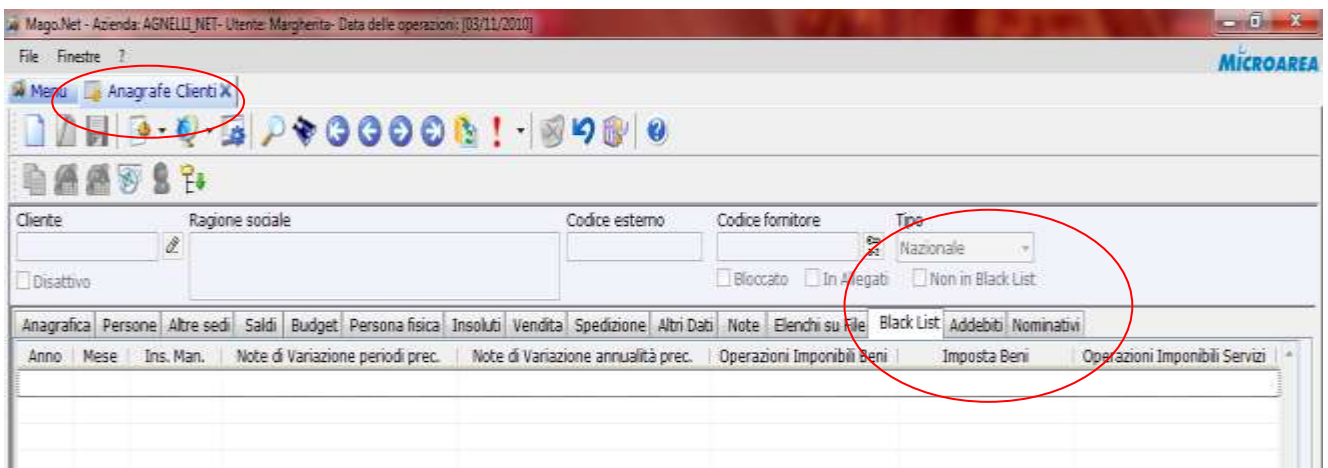 Mago.Net - Azienda: AGNELLI_NET- Utente: Margherita- Data delle operazioni: [03/11/2010]
File Finestre ?
MICROAREA
Menu Anagrafe Clienti X
Cliente Ragione sociale Codice esterno Codice fornitore Tipo
Nazionale
Disattivo Bloccato In Allegati Non in Black List
Anagrafica Persone Altre sedi Saldi Budget Persona fisica Insoluti Vendita Spedizione Altri Dati Note Elenchi su File Black List Addebiti Nominativi
Anno Mese Ins. Man. Note di Variazione periodi prec. Note di Variazione annualità prec. Operazioni Imponibili Beni Imposta Beni Operazioni Imponibili Servizi